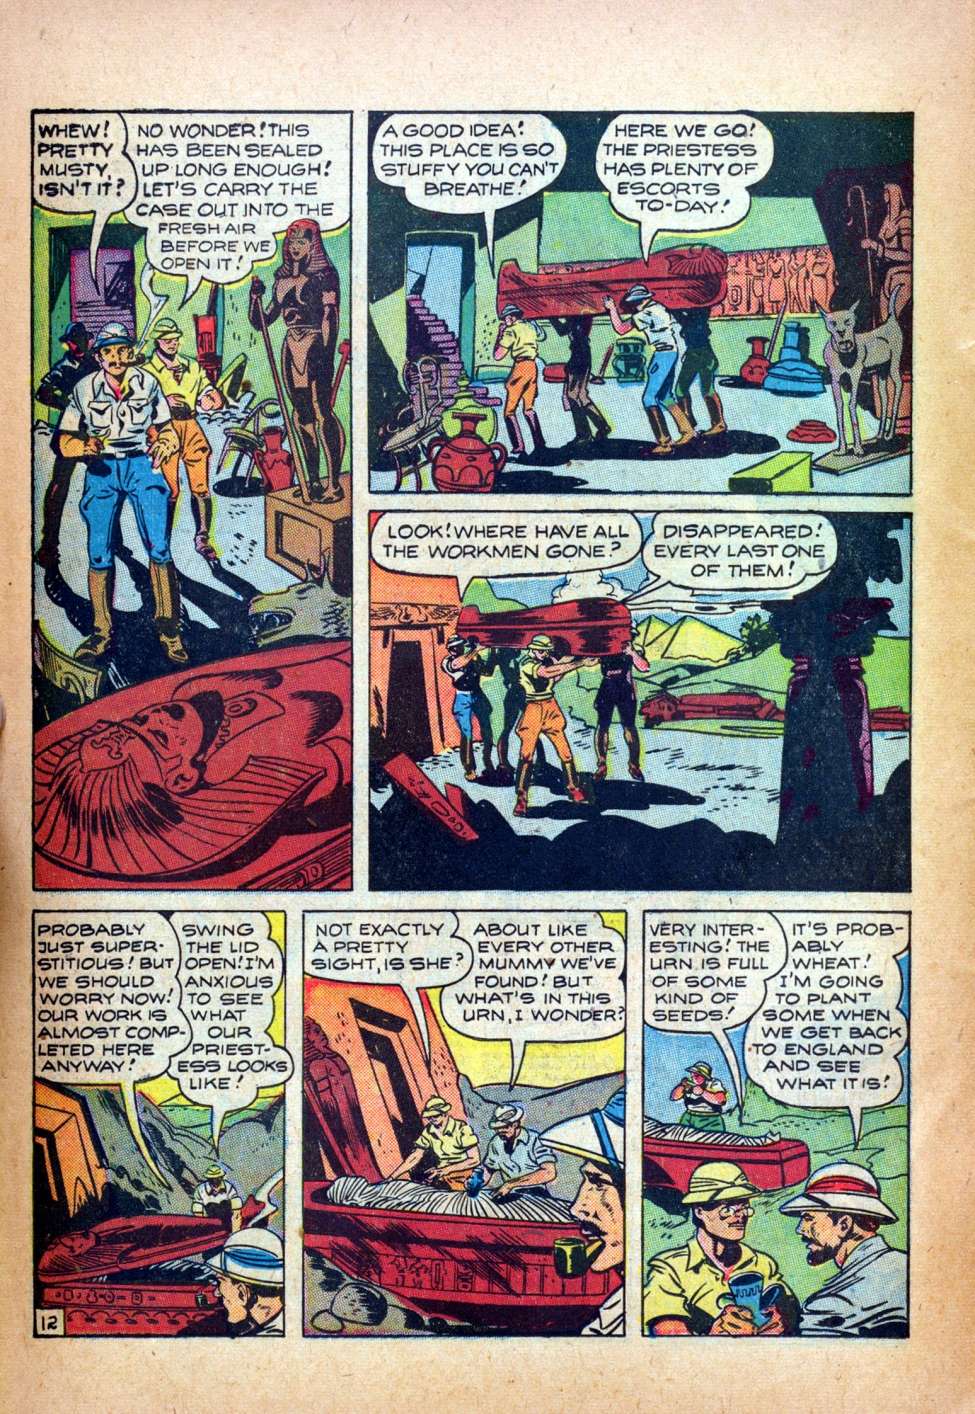 WHEW!
PRETTY
MUSTY,
ISN'T IT?
NO WONDER! THIS
HAS BEEN SEALED
UP LONG ENOUGH!
LET'S CARRY THE
CASE OUT INTO THE
FRESH AIR
BEFORE WE
OPEN IT!
A GOOD IDEA!
THIS PLACE IS SO
STUFFY YOU CAN'T
BREATHE!
HERE WE GO!
THE PRIESTESS
HAS PLENTY OF
ESCORTS
TO-DAY!
LOOK! WHERE HAVE ALL
THE WORKMEN GONE?
DISAPPEARED!
EVERY LAST ONE
OF THEM!
PROBABLY
JUST SUPER-
STITIOUS! BUT
WE SHOULD
WORRY NOW!
OUR WORK IS
ALMOST COMP-
LETED HERE
ANYWAY!
SWING
THE LID
OPEN! I'M
ANXIOUS
TO SEE
WHAT
OUR
PRIEST-
ESS LOOKS
LIKE!
NOT EXACTLY
A PRETTY
SIGHT, IS SHE?
ABOUT LIKE
EVERY OTHER
MUMMY WE'VE
FOUND! BUT
WHAT'S IN THIS
URN, I WONDER?
VERY INTER-
ESTING! THE
URN IS FULL
OF SOME
KIND OF
SEEDS!
IT'S PROB-
ABLY
WHEAT!
I'M GOING
TO PLANT
SOME WHEN
WE GET BACK
TO ENGLAND
AND SEE
WHAT IT IS!
12